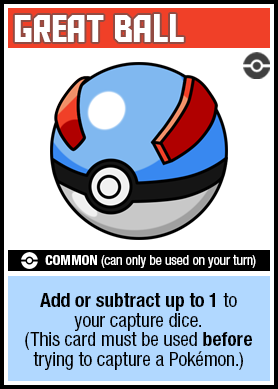 GREAT BALL
COMMON (can only be used on your turn)
Add or subtract up to 1 to
your capture dice.
(This card must be used before
trying to capture a Pokémon.)